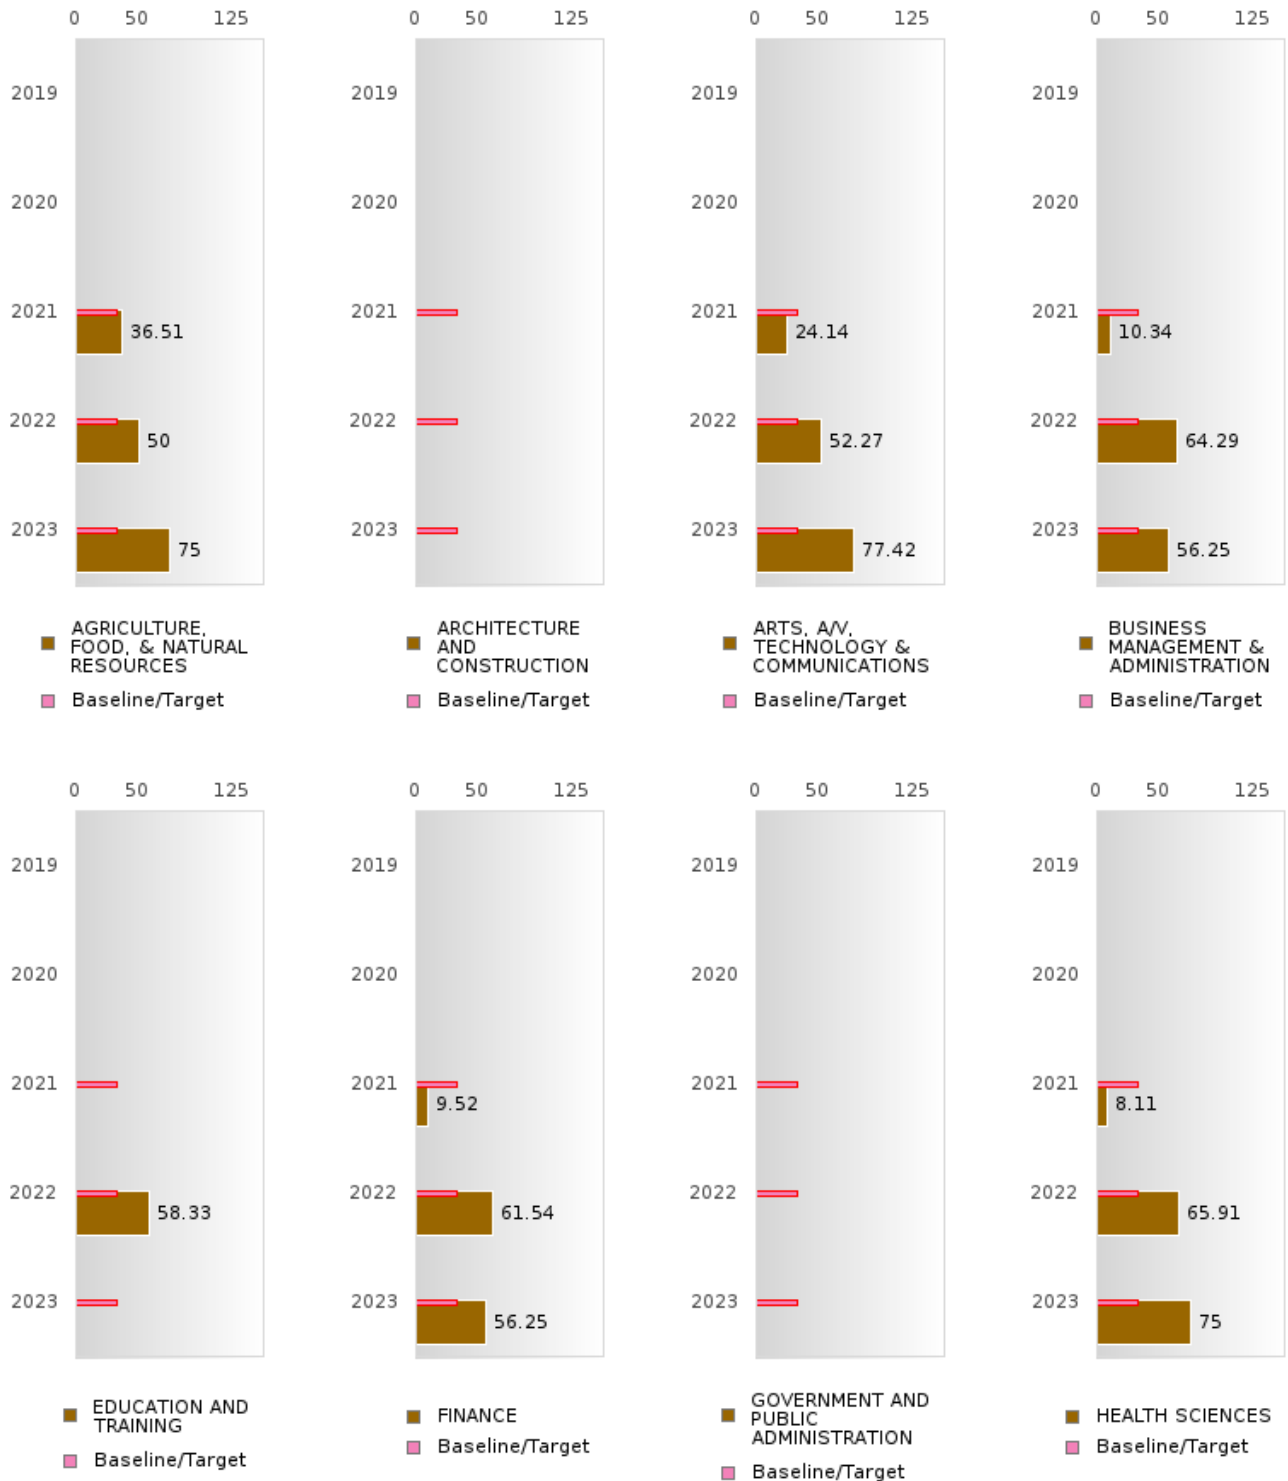 0 50 125
0 50 125
0 50 125
0 50 125
2019
2019
2019
2019
2020
2020
2020
2020
2021
36.51
2021
2021
24.14
2021
10.34
2022
50
2022
2022
52.27
2022
64.29
2023
75
2023
2023
77.42
2023
56.25
AGRICULTURE,
FOOD, & NATURAL
RESOURCES
Baseline/Target
ARCHITECTURE
AND
CONSTRUCTION
Baseline/Target
ARTS, A/V,
TECHNOLOGY &
COMMUNICATIONS
Baseline/Target
BUSINESS
MANAGEMENT &
ADMINISTRATION
Baseline/Target
0 50 125
0 50 125
0 50 125
0 50 125
2019
2019
2019
2019
2020
2020
2020
2020
2021
2021
9.52
2021
2021
8.11
2022
58.33
2022
61.54
2022
2022
65.91
2023
2023
56.25
2023
2023
75
EDUCATION AND
TRAINING
Baseline/Target
FINANCE
Baseline/Target
GOVERNMENT AND
PUBLIC
ADMINISTRATION
Baseline/Target
HEALTH SCIENCES
Baseline/Target